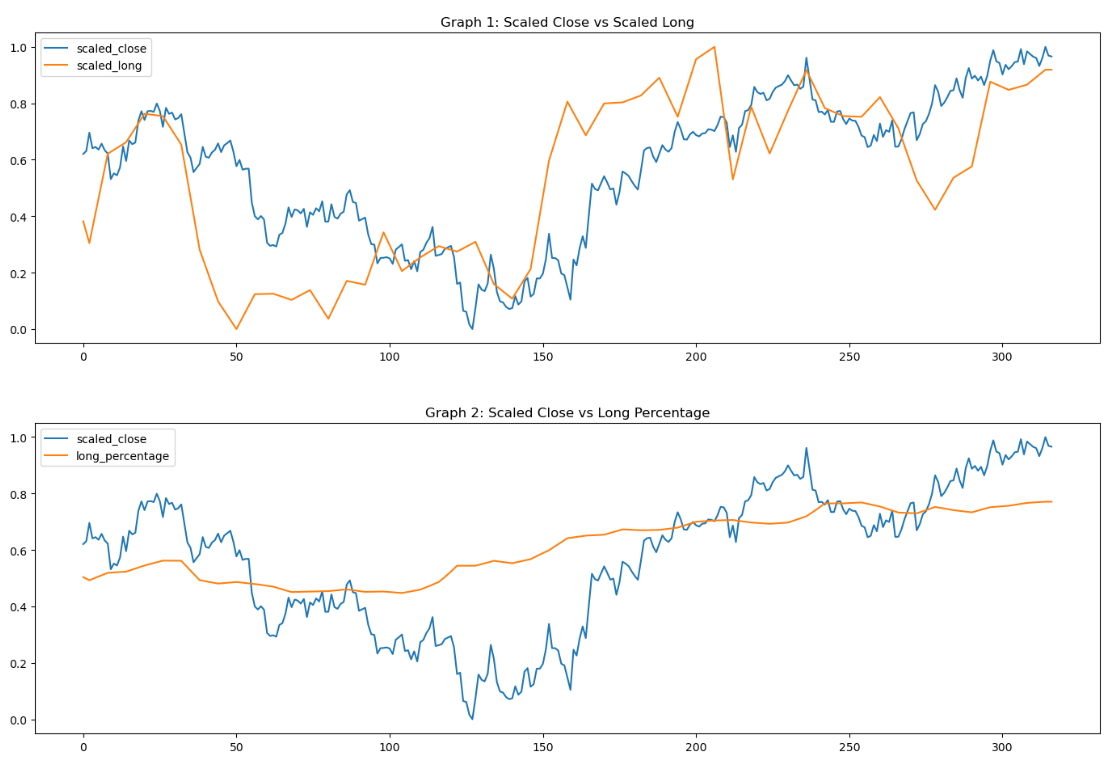 Graph 1: Scaled Close vs Scaled Long
scaled_close
scaled_long
1.0
0.8
0.6
0.4
0.2
0.0
0 50 100 150 200 250 300
Graph 2: Scaled Close vs Long Percentage
scaled_close
long_percentage
1.0
0.8
0.6
0.4
0.2
0.0
0 50 100 150 200 250 300